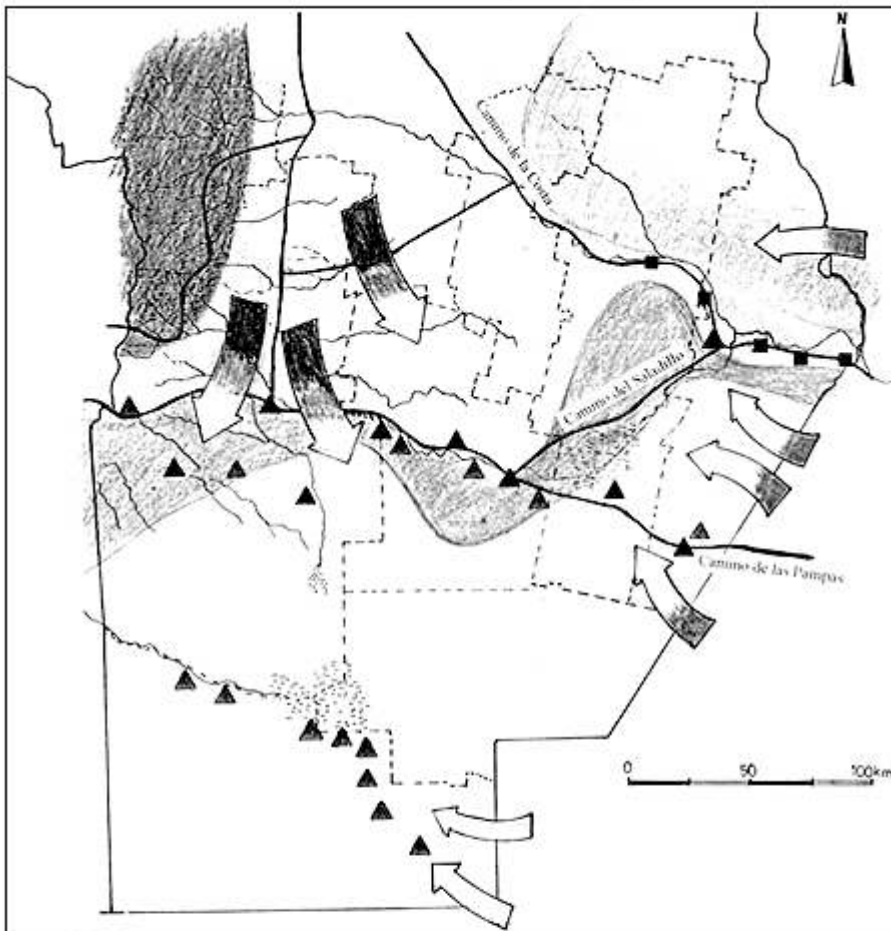 N
Camino de la Costa
Camino del Saladillo
Camino de las Pampas
0 50 100km